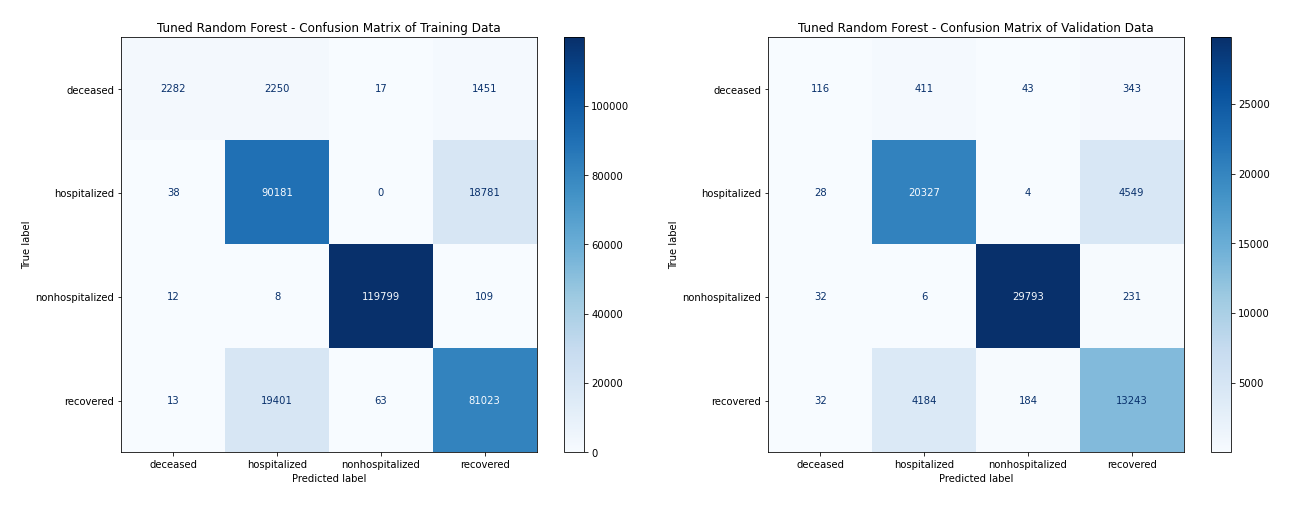 Tuned Random Forest - Confusion Matrix of Training Data
True label
deceased 2282 2250 17 1451
hospitalized 38 90181 0 18781
nonhospitalized 12 8 119799 109
recovered 13 19401 63 81023
deceased hospitalized nonhospitalized recovered
Predicted label
100000
80000
60000
40000
20000
0
Tuned Random Forest - Confusion Matrix of Validation Data
True label
deceased 116 411 43 343
hospitalized 28 20327 4 4549
nonhospitalized 32 6 29793 231
recovered 32 4184 184 13243
deceased hospitalized nonhospitalized recovered
Predicted label
25000
20000
15000
10000
5000